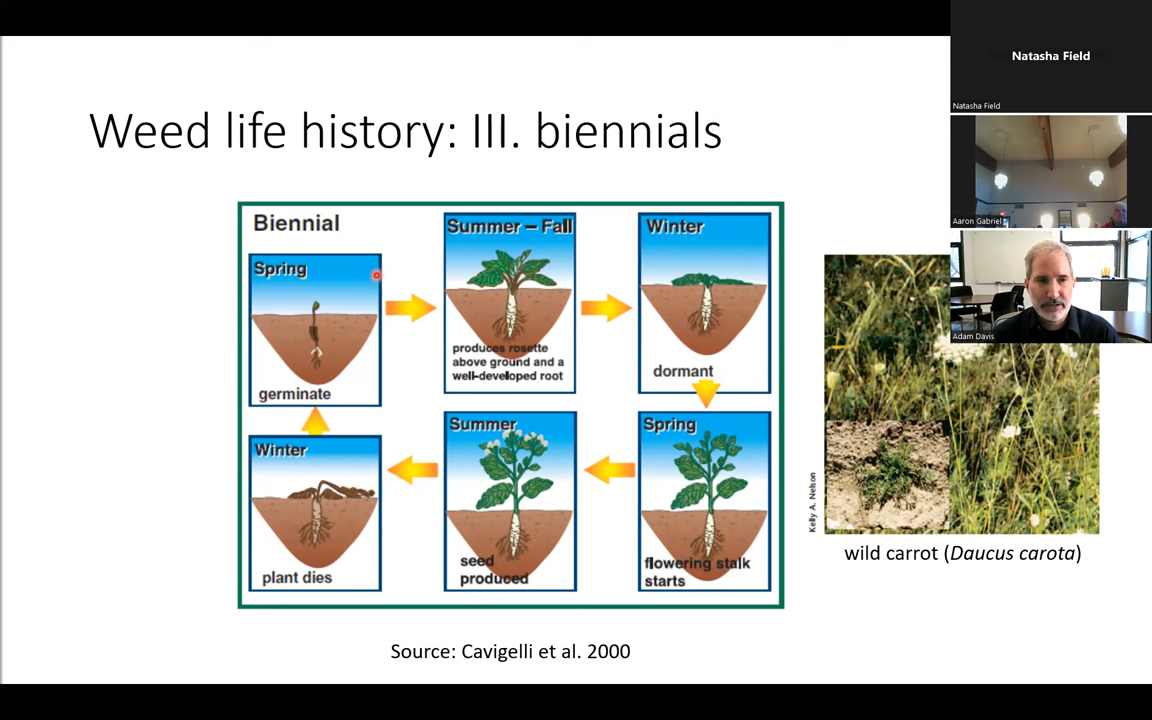 Natasha Field
Natasha Field
Aaron Gabriel
Adam Davis
Weed life history: III. biennials
Biennial
Spring
germinate
Summer – Fall
produces rosette
above ground and a
well-developed root
Winter
dormant
Spring
flowering stalk
starts
Summer
seed
produced
Winter
plant dies
Kelly A. Nelson
wild carrot (Daucus carota)
Source: Cavigelli et al. 2000